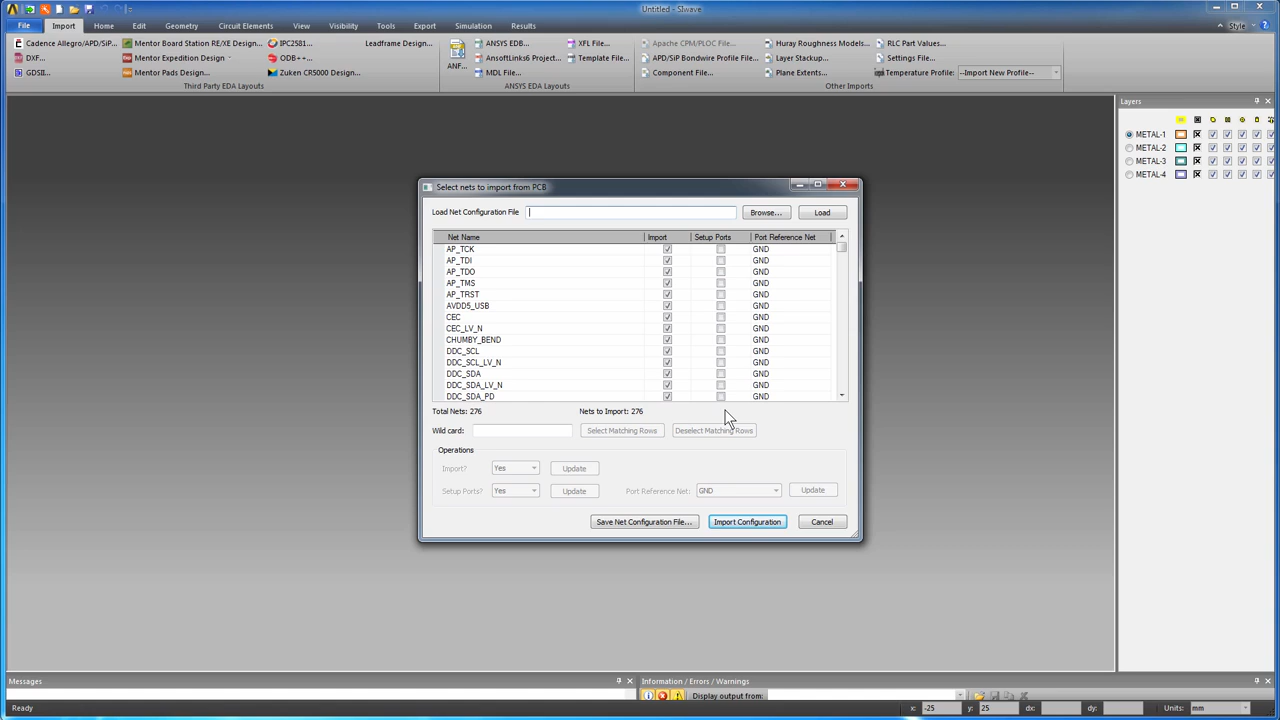 Untitled - SIwave
File Import Home Edit Geometry Circuit Elements View Visibility Tools Export Simulation Results Style
Cadence Allegro/APD/SiP... Mentor Board Station RE/XE Design... IPC2581... Leadframe Design... ANSYS EDB... XFL File... Apache CPM/PLOC File... Huray Roughness Models... RLC Part Values...
DXF... Mentor Expedition Design ODB++... ANF... AnsoftLinks6 Project... Template File... APD/SiP Bondwire Profile File... Layer Stackup... Settings File...
GDSII... Mentor Pads Design... Zuken CR5000 Design... MDL File... Component File... Plane Extents... Temperature Profile: --Import New Profile--
Third Party EDA Layouts ANSYS EDA Layouts Other Imports
Layers
METAL-1
METAL-2
METAL-3
METAL-4
Select nets to import from PCB
Load Net Configuration File Browse... Load
Net Name Import Setup Ports Port Reference Net
AP_TCK GND
AP_TDI GND
AP_TDO GND
AP_TMS GND
AP_TRST GND
AVDD5_USB GND
CEC GND
CEC_LV_N GND
CHUMBY_BEND GND
DDC_SCL GND
DDC_SCL_LV_N GND
DDC_SDA GND
DDC_SDA_LV_N GND
DDC_SDA_PD GND
Total Nets: 276 Nets to Import: 276
Wild card: Select Matching Rows Deselect Matching Rows
Operations
Import? Yes Update
Setup Ports? Yes Update Port Reference Net: GND Update
Save Net Configuration File... Import Configuration Cancel
Messages Information / Errors / Warnings
Display output from:
Ready x: -25 y: 25 dx: dy: Units: mm